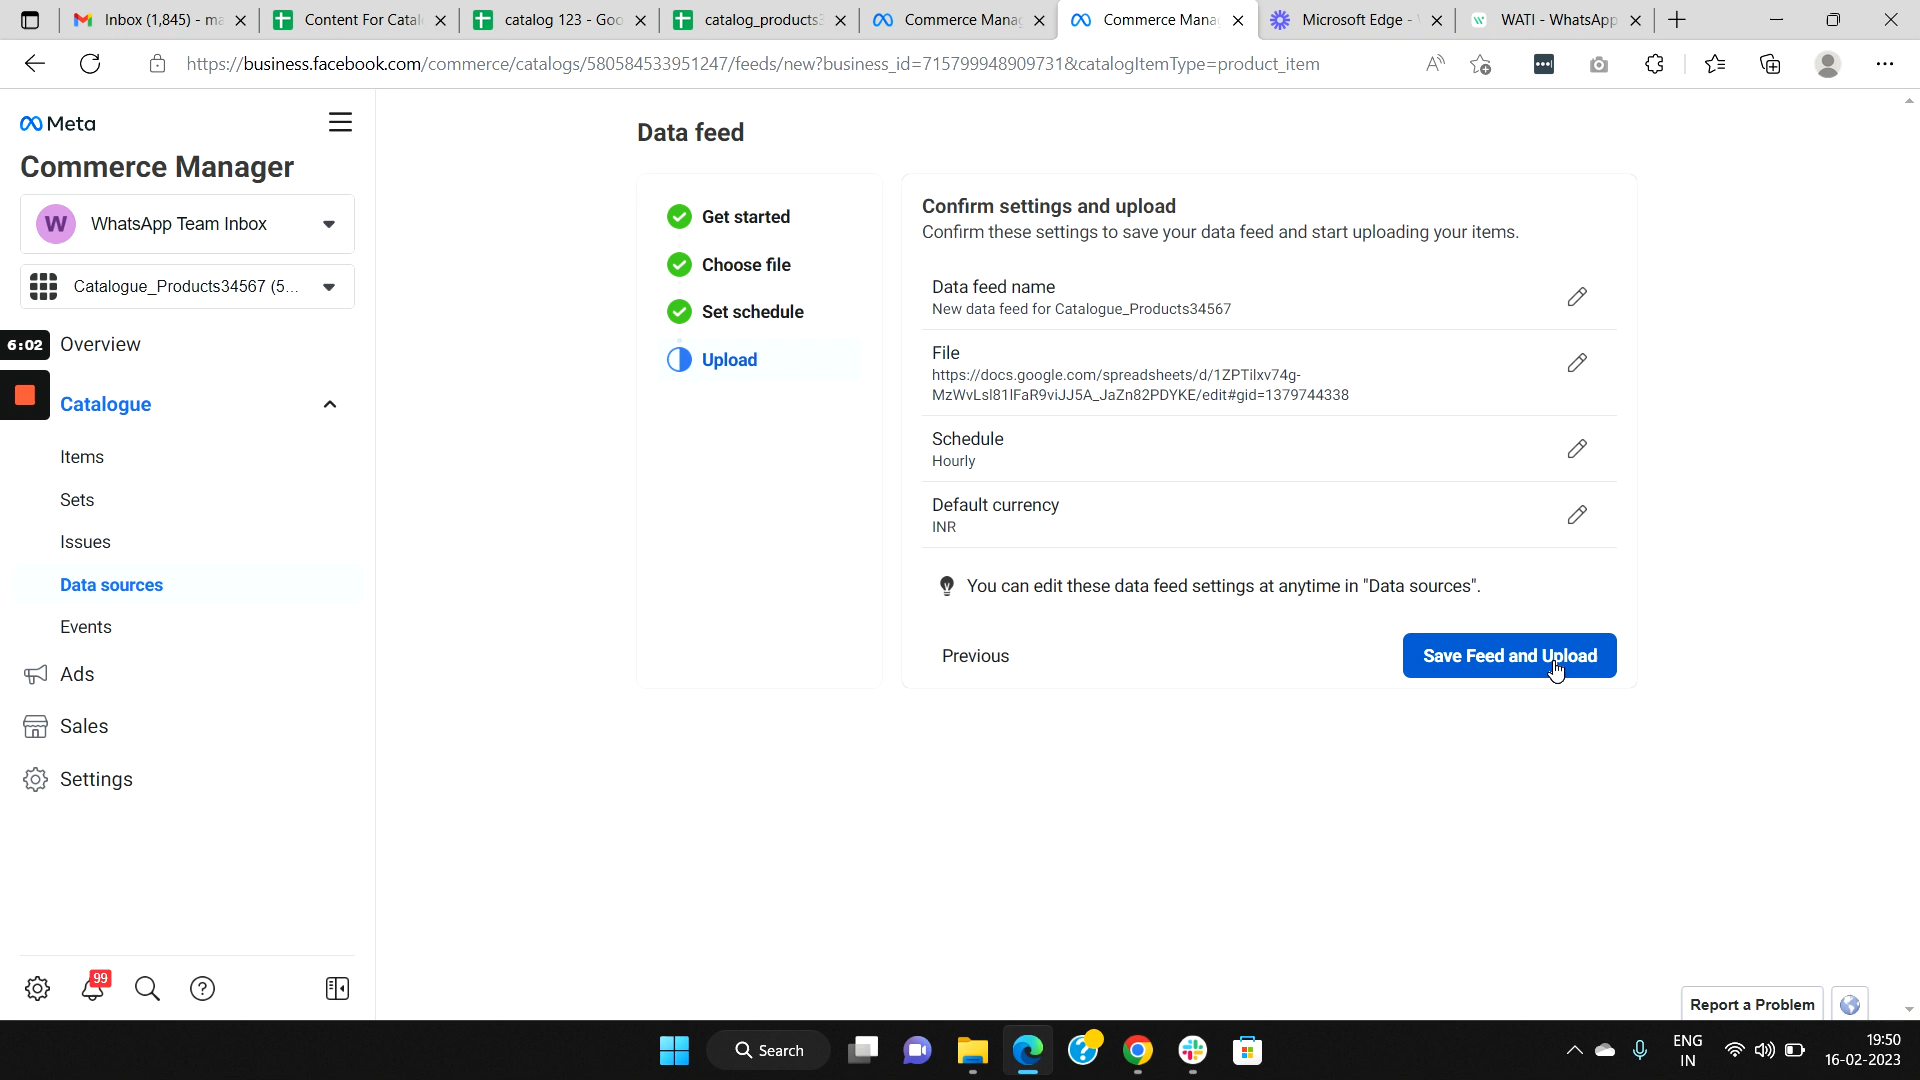 Inbox (1,845) - ma
Content For Catal
catalog 123 - Goo
catalog_products
Commerce Mana
Commerce Mana
Microsoft Edge -
WATI - WhatsApp
https://business.facebook.com/commerce/catalogs/580584533951247/feeds/new?business_id=715799948909731&catalogItemType=product_item
Meta
Commerce Manager
W WhatsApp Team Inbox
Catalogue_Products34567 (5...
6:02 Overview
Catalogue
Items
Sets
Issues
Data sources
Events
Ads
Sales
Settings
99
Data feed
Get started
Choose file
Set schedule
Upload
Confirm settings and upload
Confirm these settings to save your data feed and start uploading your items.
Data feed name
New data feed for Catalogue_Products34567
File
https://docs.google.com/spreadsheets/d/1ZPTilxv74g-
MzWvLsl81lFaR9viJJ5A_JaZn82PDYKE/edit#gid=1379744338
Schedule
Hourly
Default currency
INR
You can edit these data feed settings at anytime in "Data sources".
Previous
Save Feed and Upload
Report a Problem
Search
ENG
IN
19:50
16-02-2023